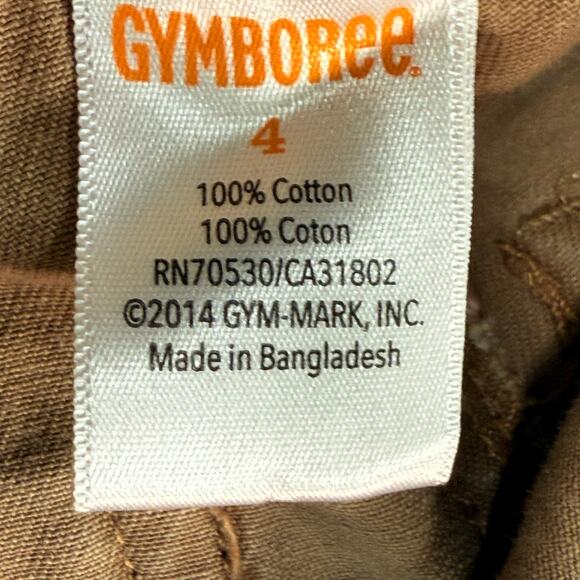 GYMBOREE®
4
100% Cotton
100% Coton
RN70530/CA31802
©2014 GYM-MARK, INC.
Made in Bangladesh